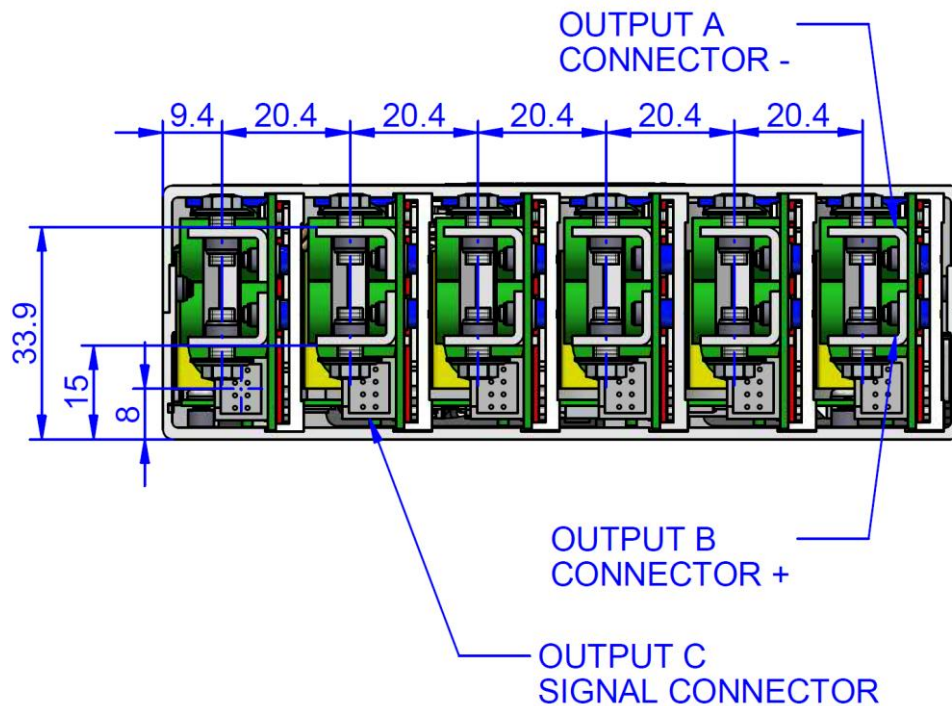 OUTPUT A
CONNECTOR -
9.4 20.4 20.4 20.4 20.4 20.4
33.9
15
8
OUTPUT B
CONNECTOR +
OUTPUT C
SIGNAL CONNECTOR